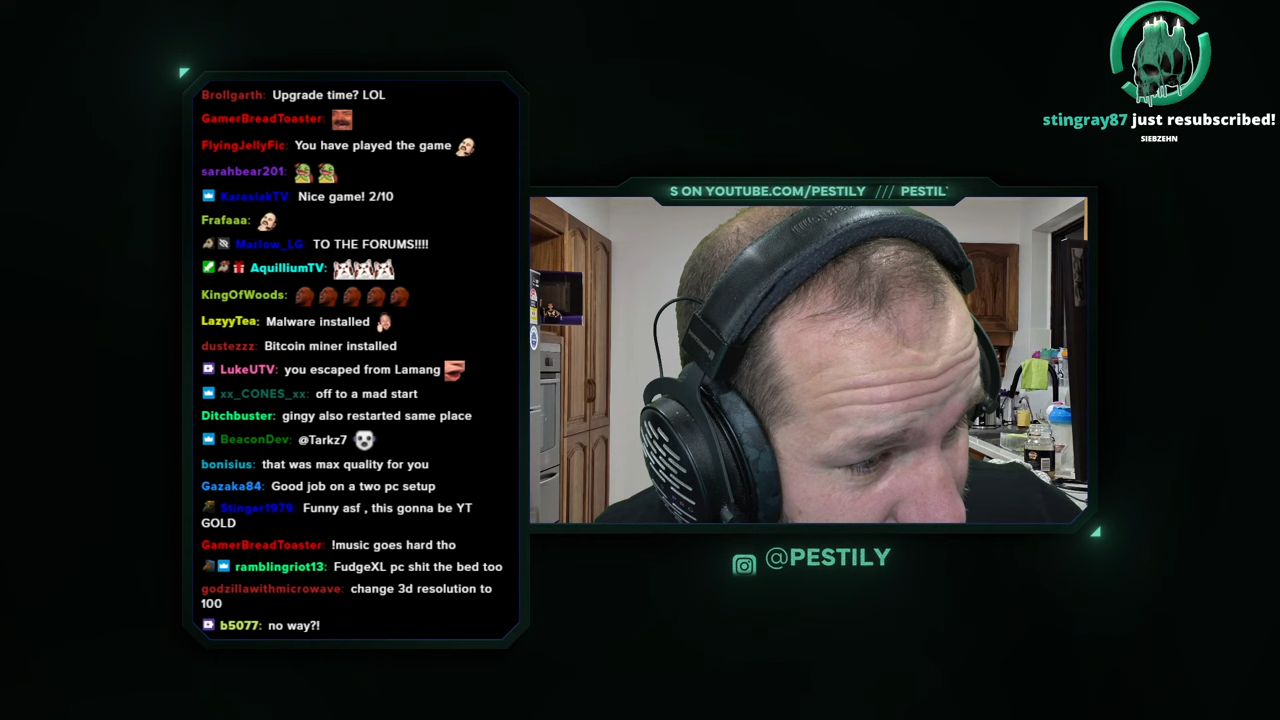 Brollgarth: Upgrade time? LOL
GamerBreadToaster:
FlyingJellyFic: You have played the game
sarahbear201:
KarasiakTV: Nice game! 2/10
Frafaaa:
Marlow_LG: TO THE FORUMS!!!!
AquilliumTV:
KingOfWoods:
LazyyTea: Malware installed
dustezzz: Bitcoin miner installed
LukeUTV: you escaped from Lamang
xx_CONES_xx: off to a mad start
Ditchbuster: gingy also restarted same place
BeaconDev: @Tarkz7
bonisius: that was max quality for you
Gazaka84: Good job on a two pc setup
Stinger1979: Funny asf , this gonna be YT
GOLD
GamerBreadToaster: !music goes hard tho
ramblingriot13: FudgeXL pc shit the bed too
godzillawithmicrowave: change 3d resolution to
100
b5077: no way?!
S ON YOUTUBE.COM/PESTILY /// PESTIL
@PESTILY
stingray87 just resubscribed!
SIEBZEHN